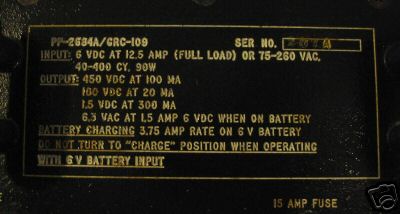 PP-2684A/GRC-109 SER NO.
INPUT: 6 VDC AT 12.5 AMP (FULL LOAD) OR 75-260 VAC,
40-400 CY, 90W
OUTPUT: 450 VDC AT 100 MA
180 VDC AT 20 MA
1.5 VDC AT 300 MA
6.3 VAC AT 1.5 AMP 6 VDC WHEN ON BATTERY
BATTERY CHARGING 3.75 AMP RATE ON 6 V BATTERY
DO NOT TURN TO "CHARGE" POSITION WHEN OPERATING
WITH 6 V BATTERY INPUT
15 AMP FUSE